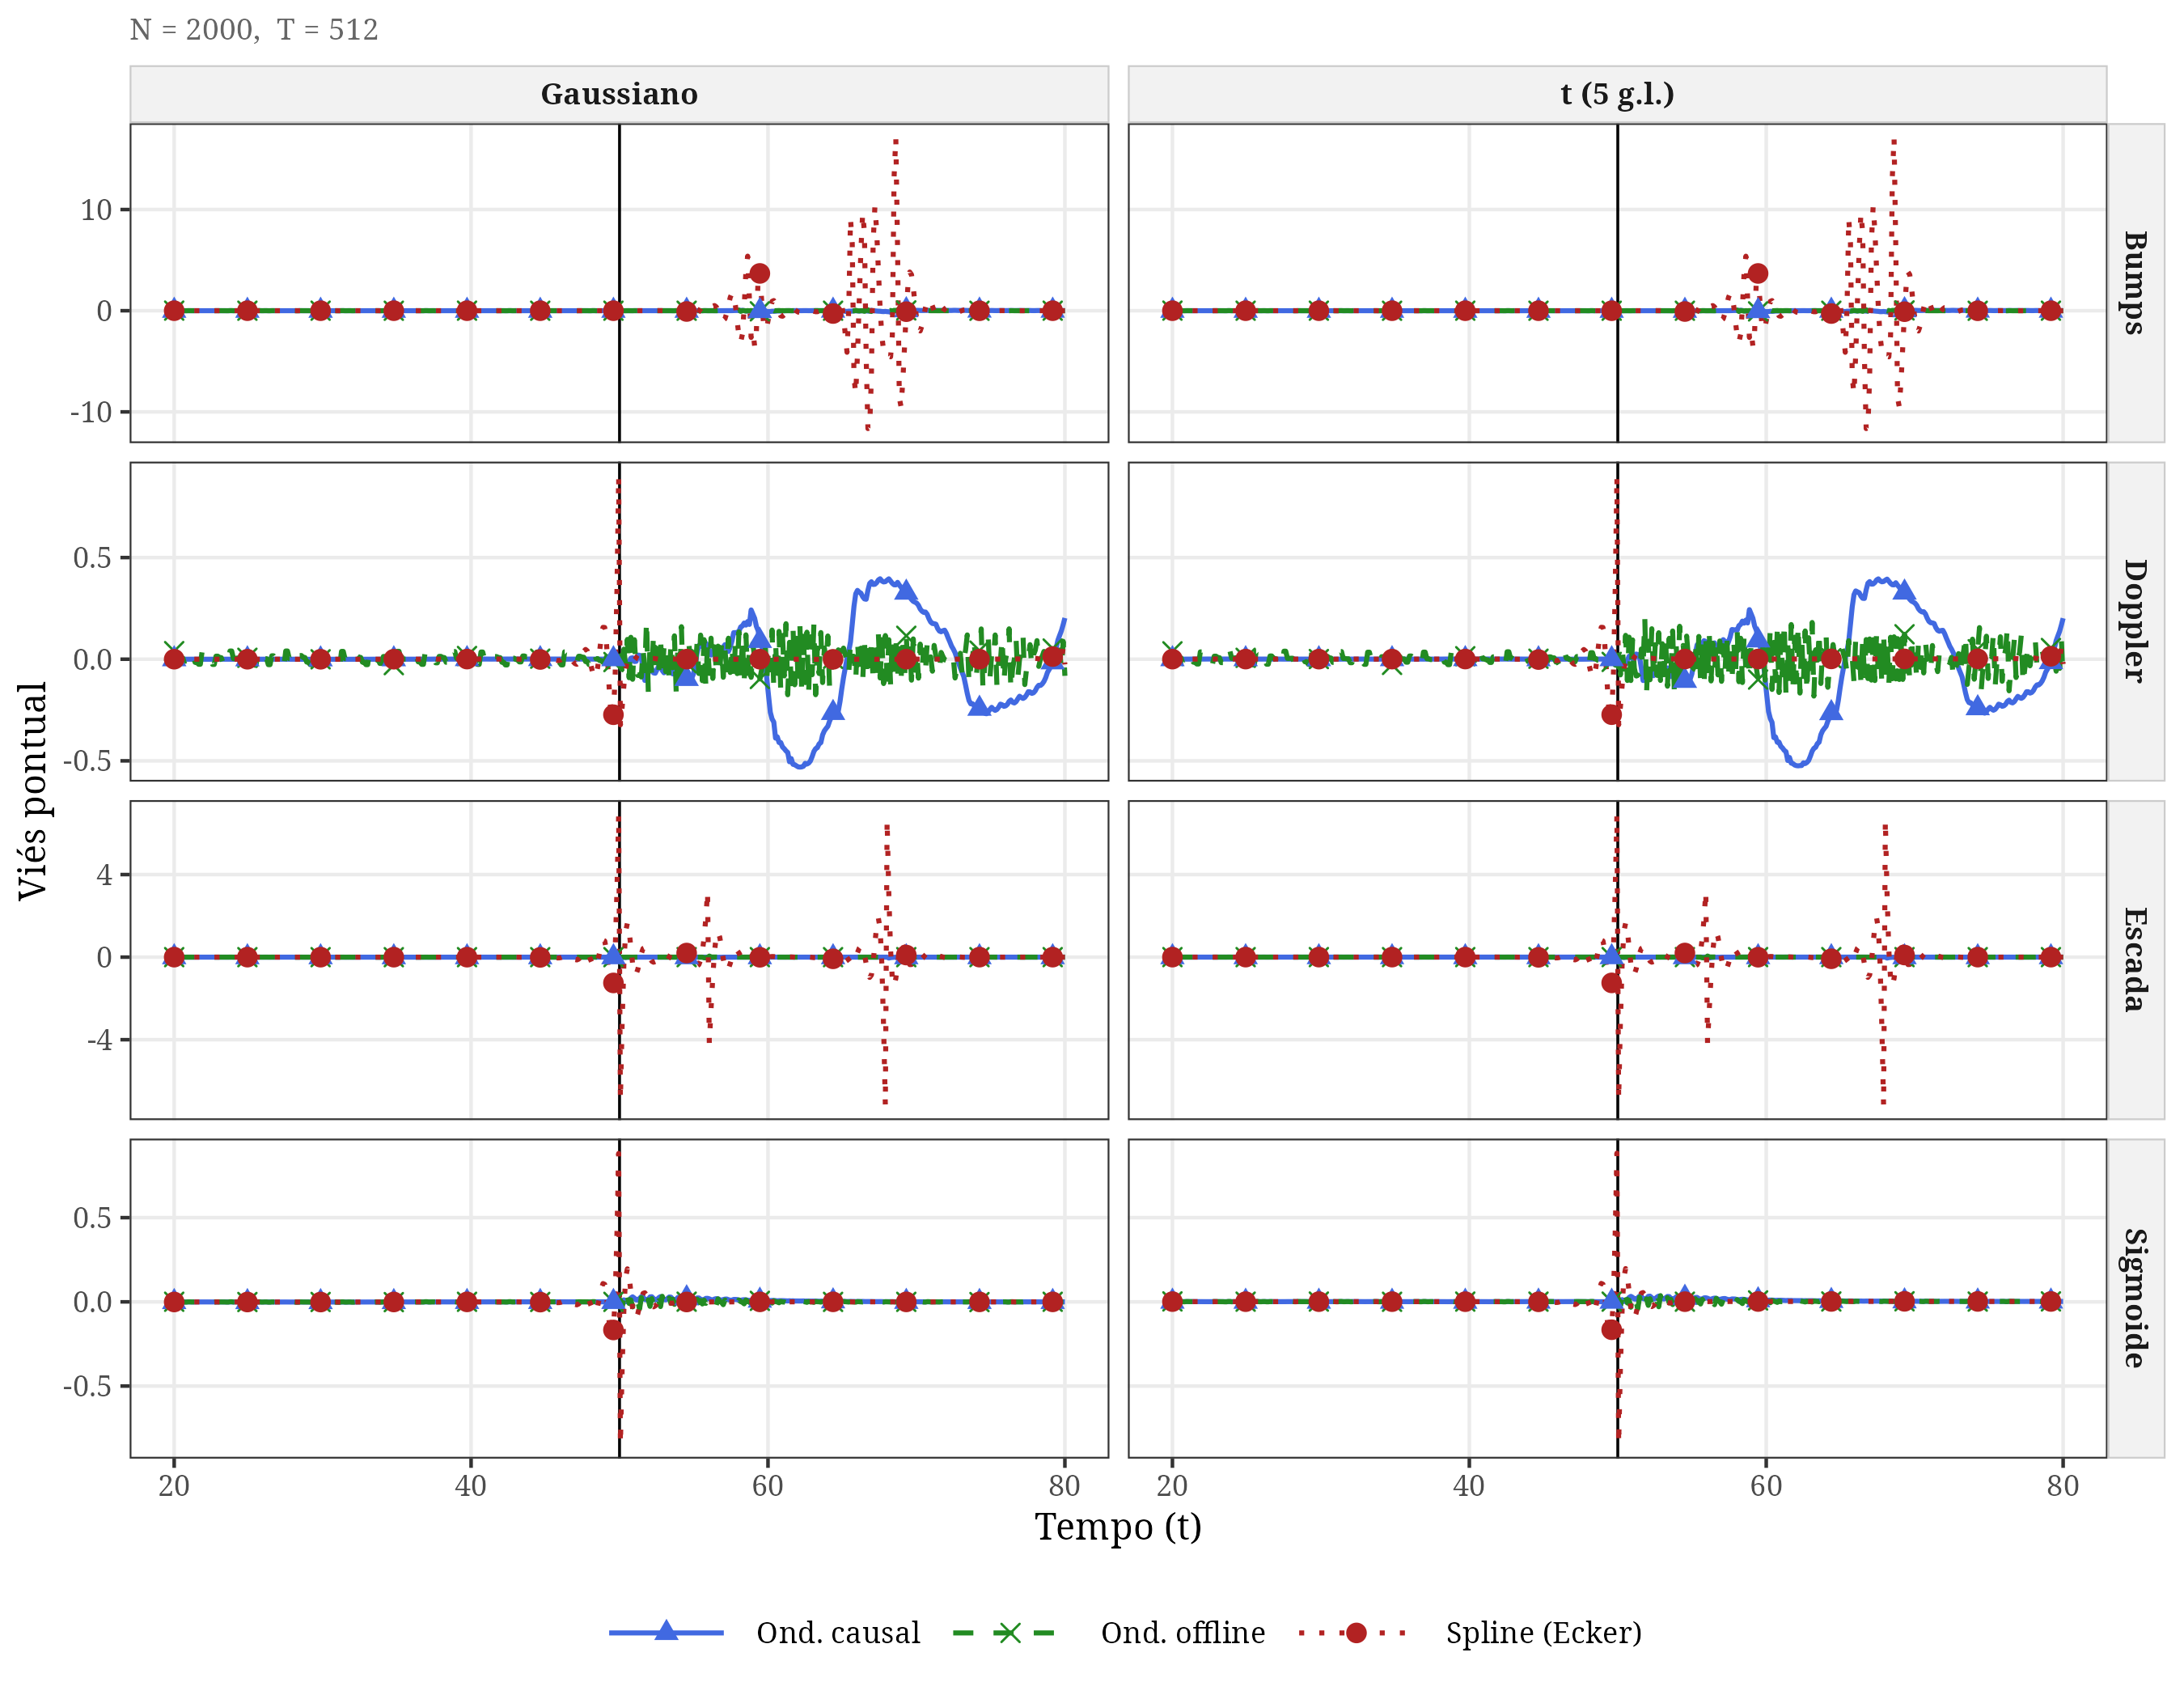 N = 2000,  T = 512
Gaussiano
t (5 g.l.)
10
0
-10
Bumps
0.5
0.0
-0.5
Doppler
4
0
-4
Escada
0.5
0.0
-0.5
Sigmoide
Viés pontual
20 40 60 80
20 40 60 80
Tempo (t)
Ond. causal
Ond. offline
Spline (Ecker)